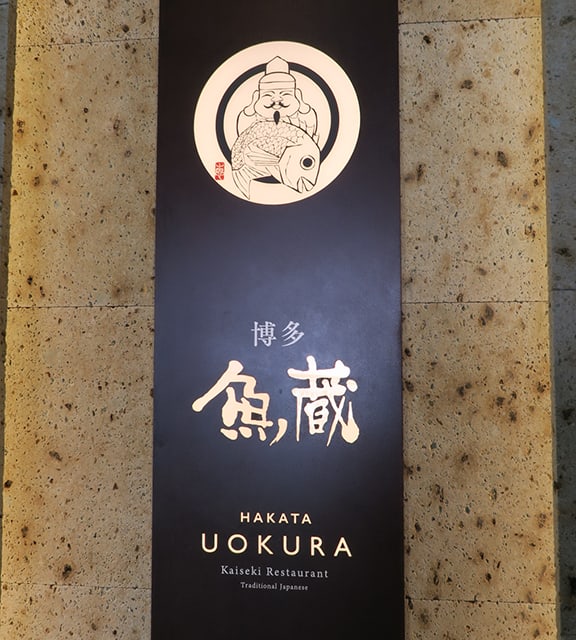 博多
魚蔵
HAKATA
UOKURA
Kaiseki Restaurant
Traditional Japanese